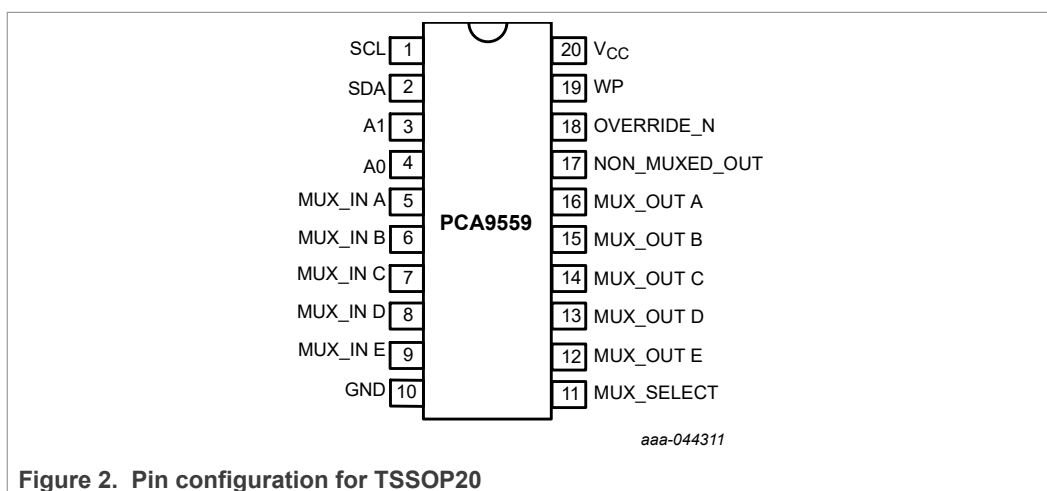 SCL 1
SDA 2
A1 3
A0 4
MUX_IN A 5
MUX_IN B 6
MUX_IN C 7
MUX_IN D 8
MUX_IN E 9
GND 10
PCA9559
20 VCC
19 WP
18 OVERRIDE_N
17 NON_MUXED_OUT
16 MUX_OUT A
15 MUX_OUT B
14 MUX_OUT C
13 MUX_OUT D
12 MUX_OUT E
11 MUX_SELECT
aaa-044311
Figure 2. Pin configuration for TSSOP20